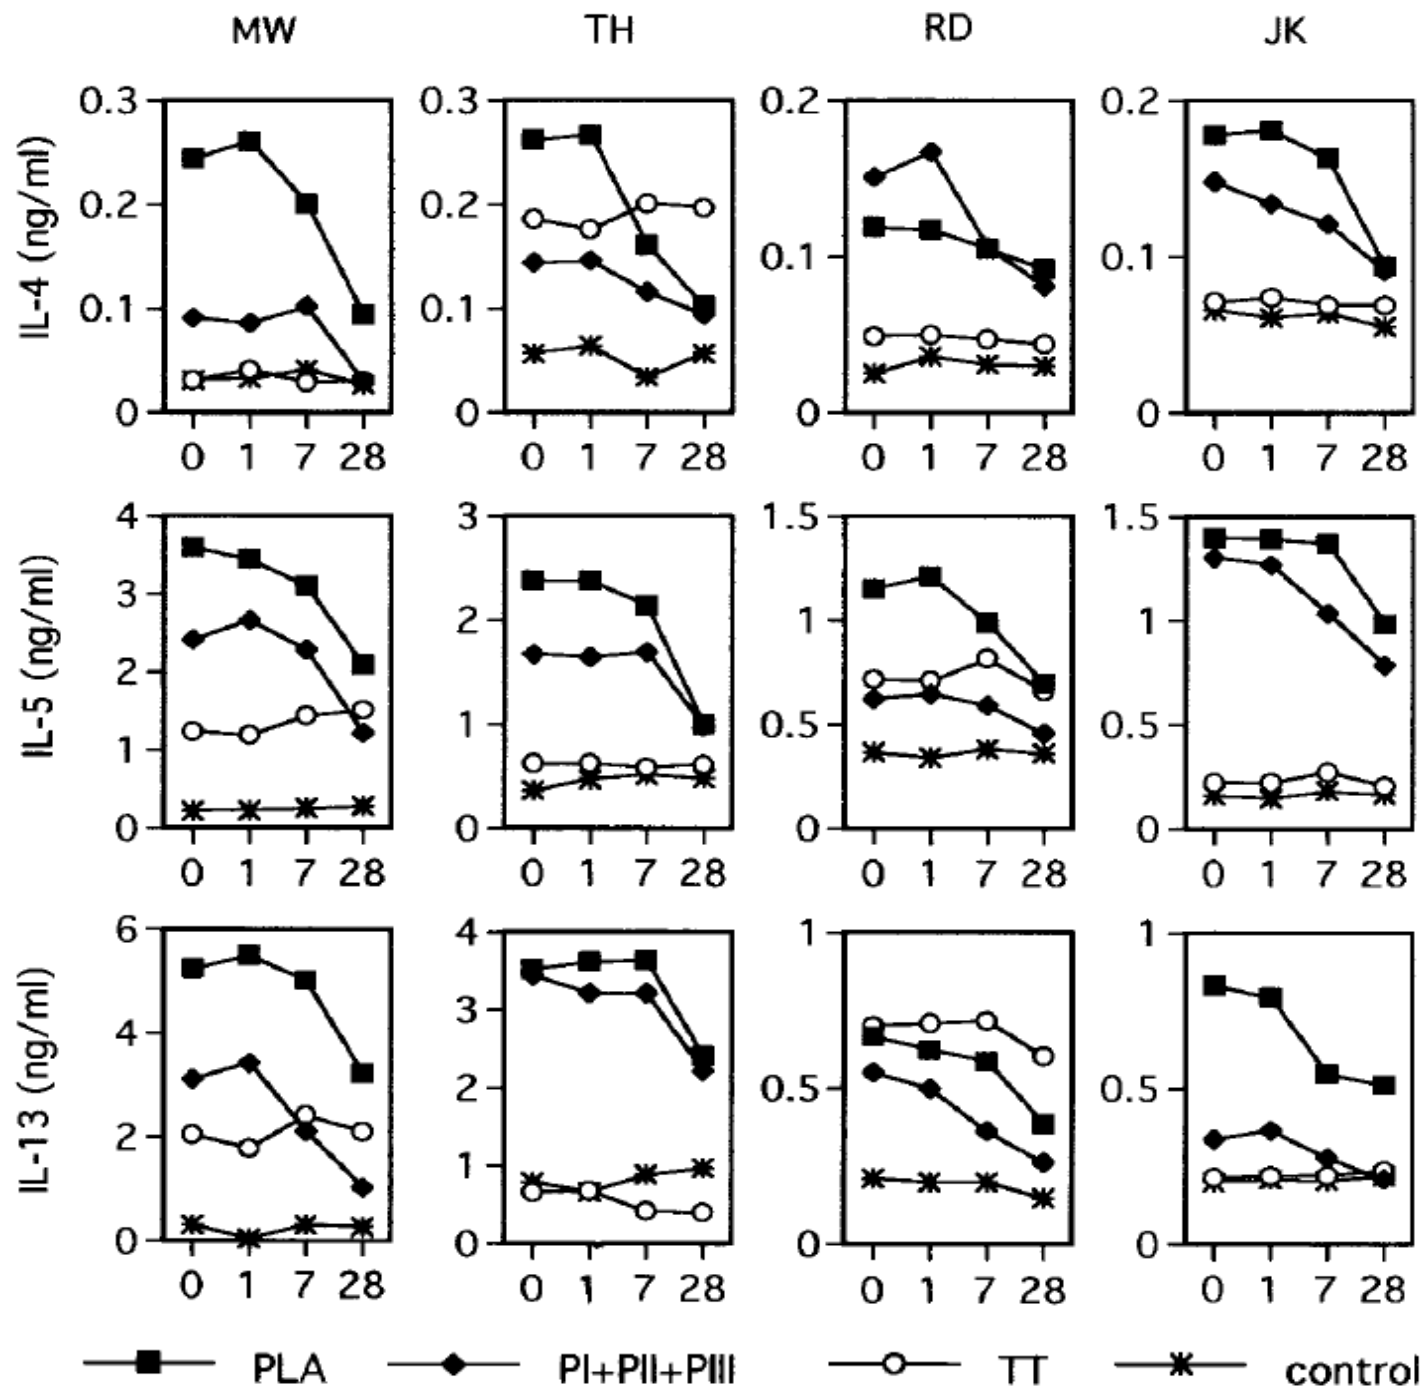 MW TH RD JK
IL-4 (ng/ml)
0.3 0.3 0.2 0.2
0.2 0.2
0.1 0.1
0.1 0.1
0 0 0 0
0 1 7 28 0 1 7 28 0 1 7 28 0 1 7 28
IL-5 (ng/ml)
4 3 1.5 1.5
3
2 1 1
2
1 0.5 0.5
1
0 0 0 0
0 1 7 28 0 1 7 28 0 1 7 28 0 1 7 28
IL-13 (ng/ml)
6 4 1 1
4 3
2 0.5 0.5
2 1
0 0 0 0
0 1 7 28 0 1 7 28 0 1 7 28 0 1 7 28
PLA PI+PII+PIII TT control